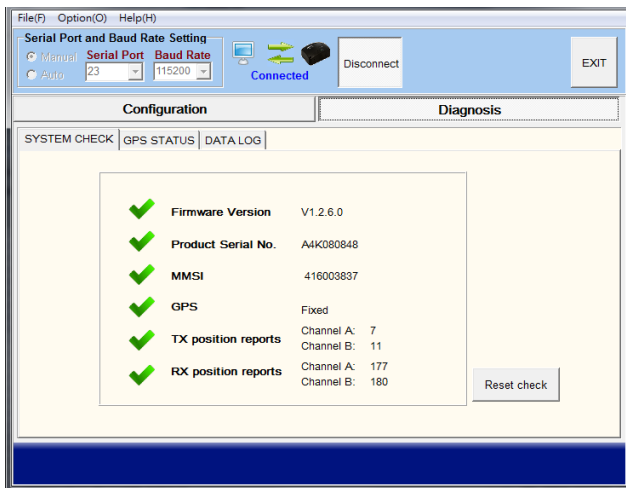 File(F) Option(O) Help(H)
Serial Port and Baud Rate Setting
Manual Serial Port Baud Rate
Auto 23 115200
Connected
Disconnect
EXIT
Configuration Diagnosis
SYSTEM CHECK GPS STATUS DATA LOG
Firmware Version V1.2.6.0
Product Serial No. A4K080848
MMSI 416003837
GPS Fixed
TX position reports Channel A: 7
Channel B: 11
RX position reports Channel A: 177
Channel B: 180
Reset check